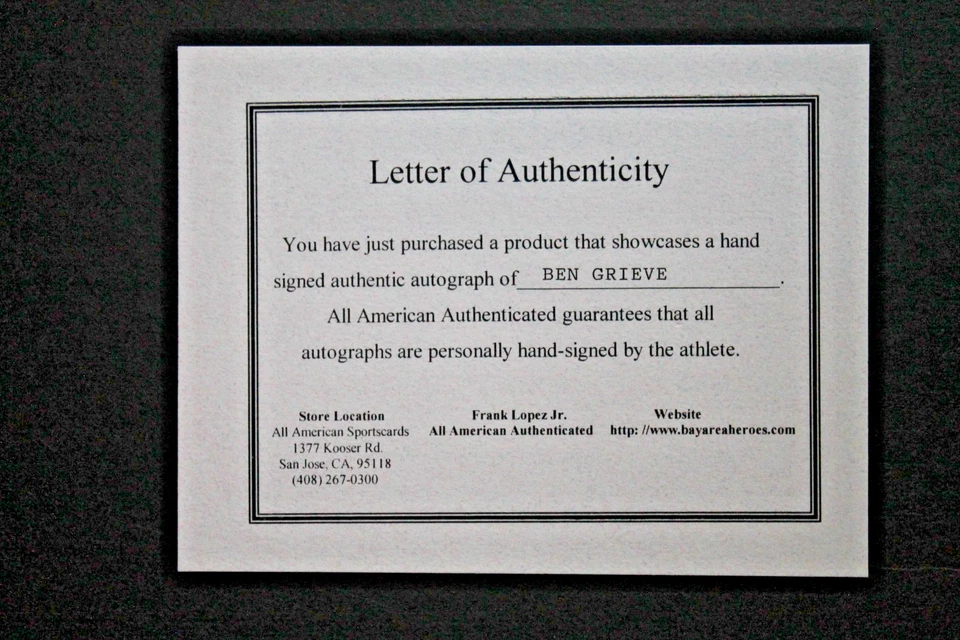 Letter of Authenticity
You have just purchased a product that showcases a hand
signed authentic autograph of BEN GRIEVE.
All American Authenticated guarantees that all
autographs are personally hand-signed by the athlete.
Store Location
All American Sportscards
1377 Kooser Rd.
San Jose, CA, 95118
(408) 267-0300
Frank Lopez Jr.
All American Authenticated
Website
http: //www.bayareaheroes.com